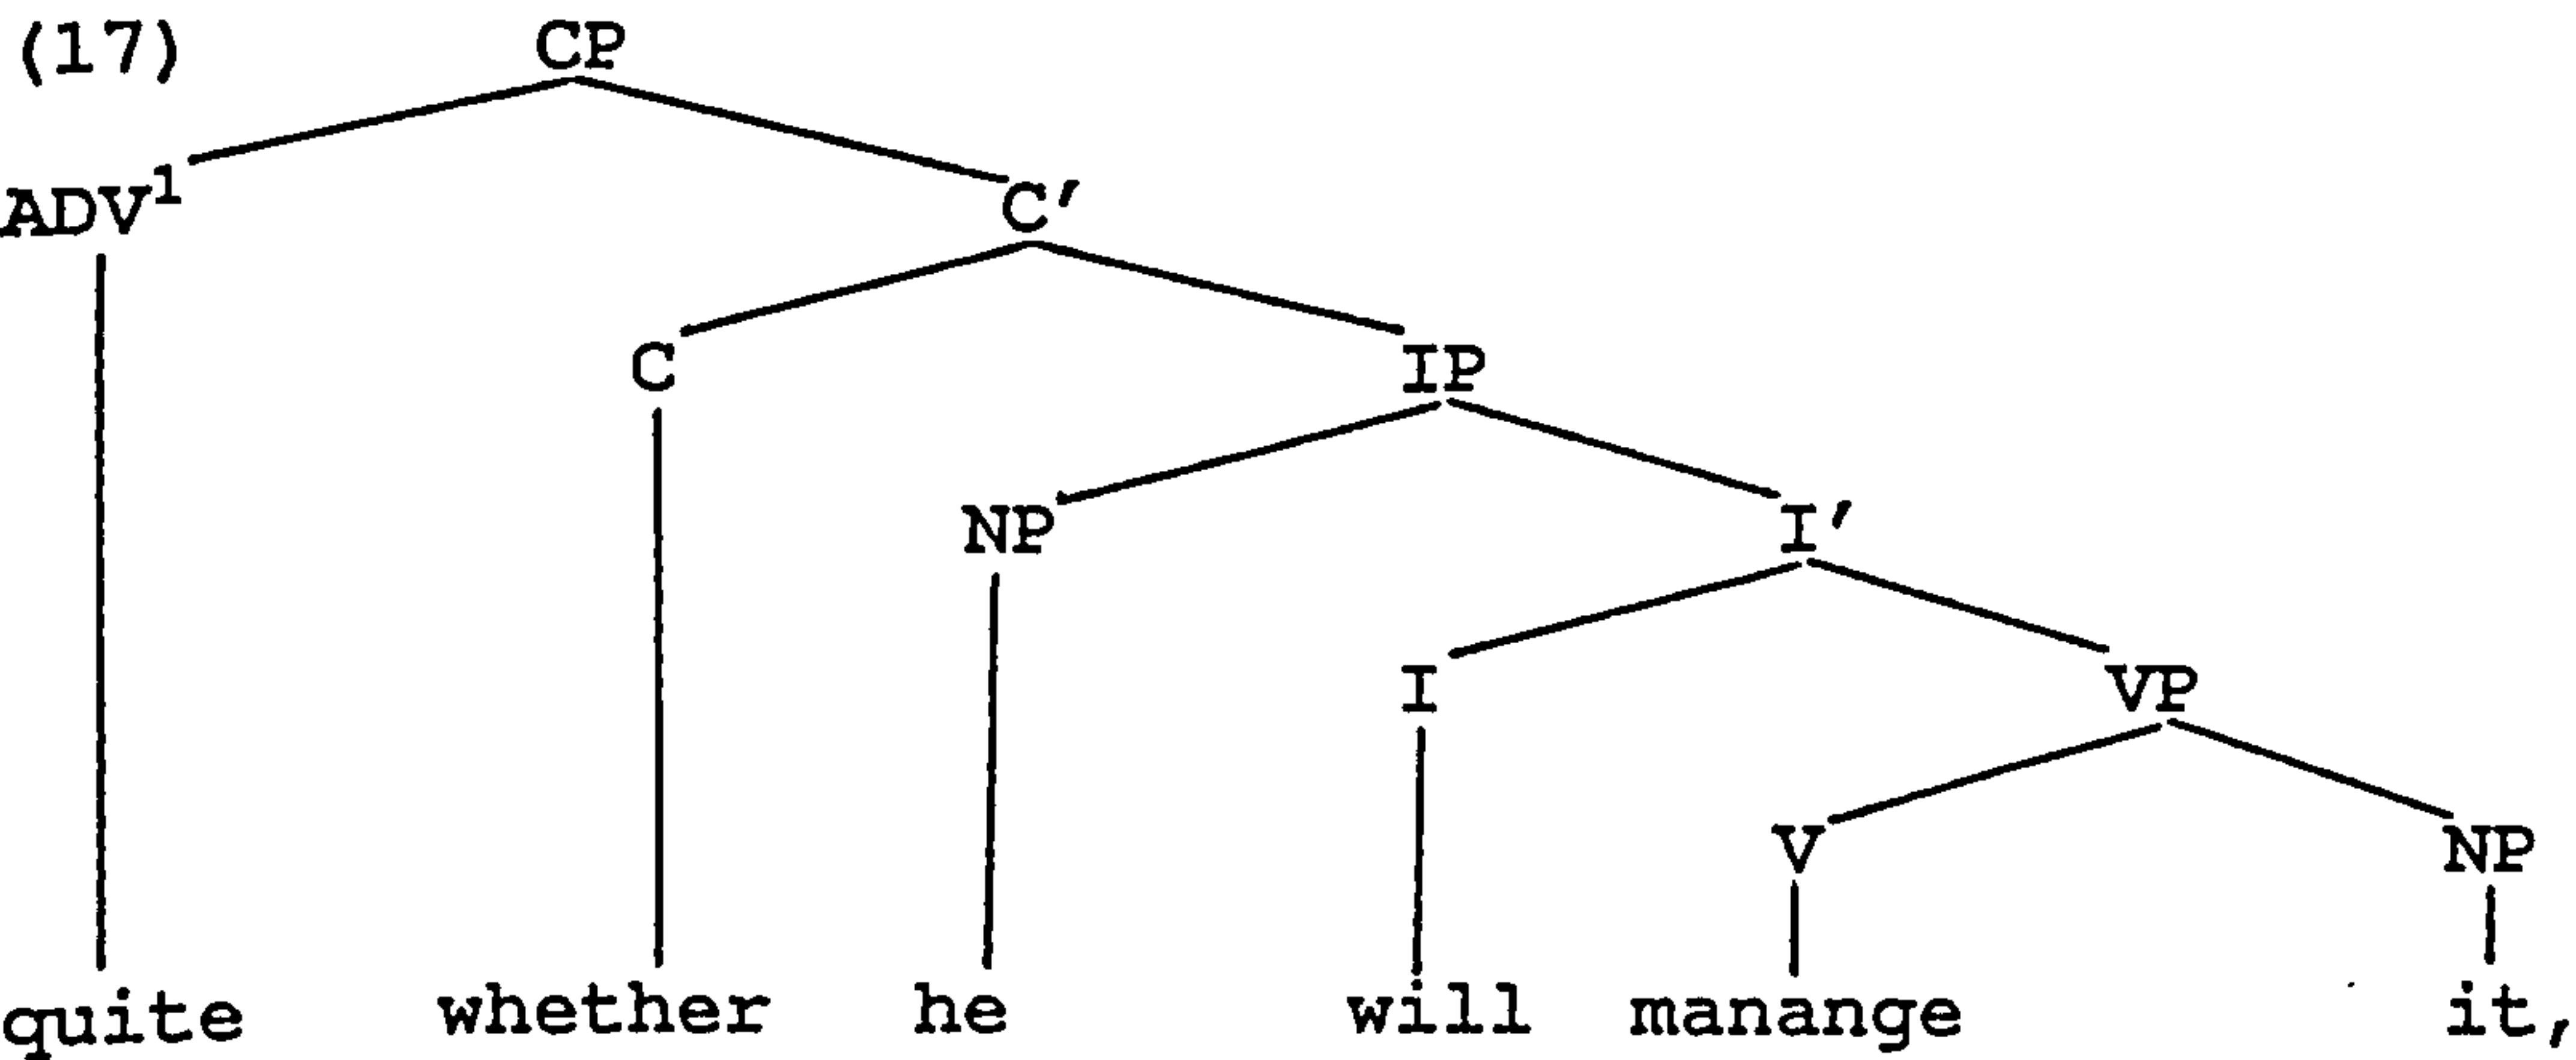 (17) CP
ADV¹ C′
C IP
NP I′
I VP
V NP
quite whether he will manange it,